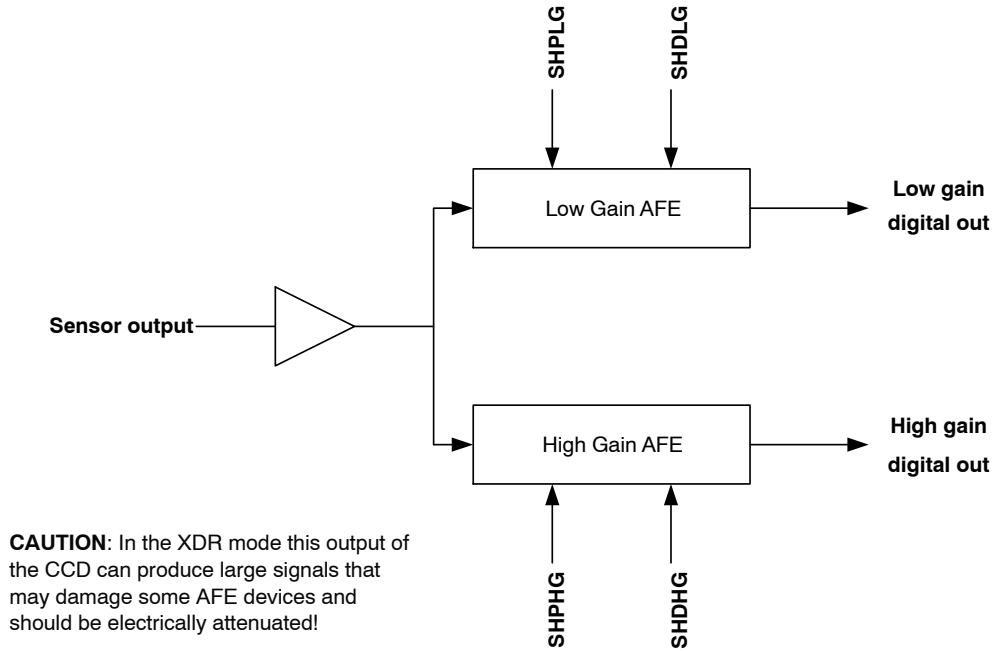 SHPLG
SHDLG
Low Gain AFE
Low gain
digital out
Sensor output
High Gain AFE
High gain
digital out
SHPHG
SHDHG
CAUTION: In the XDR mode this output of
the CCD can produce large signals that
may damage some AFE devices and
should be electrically attenuated!